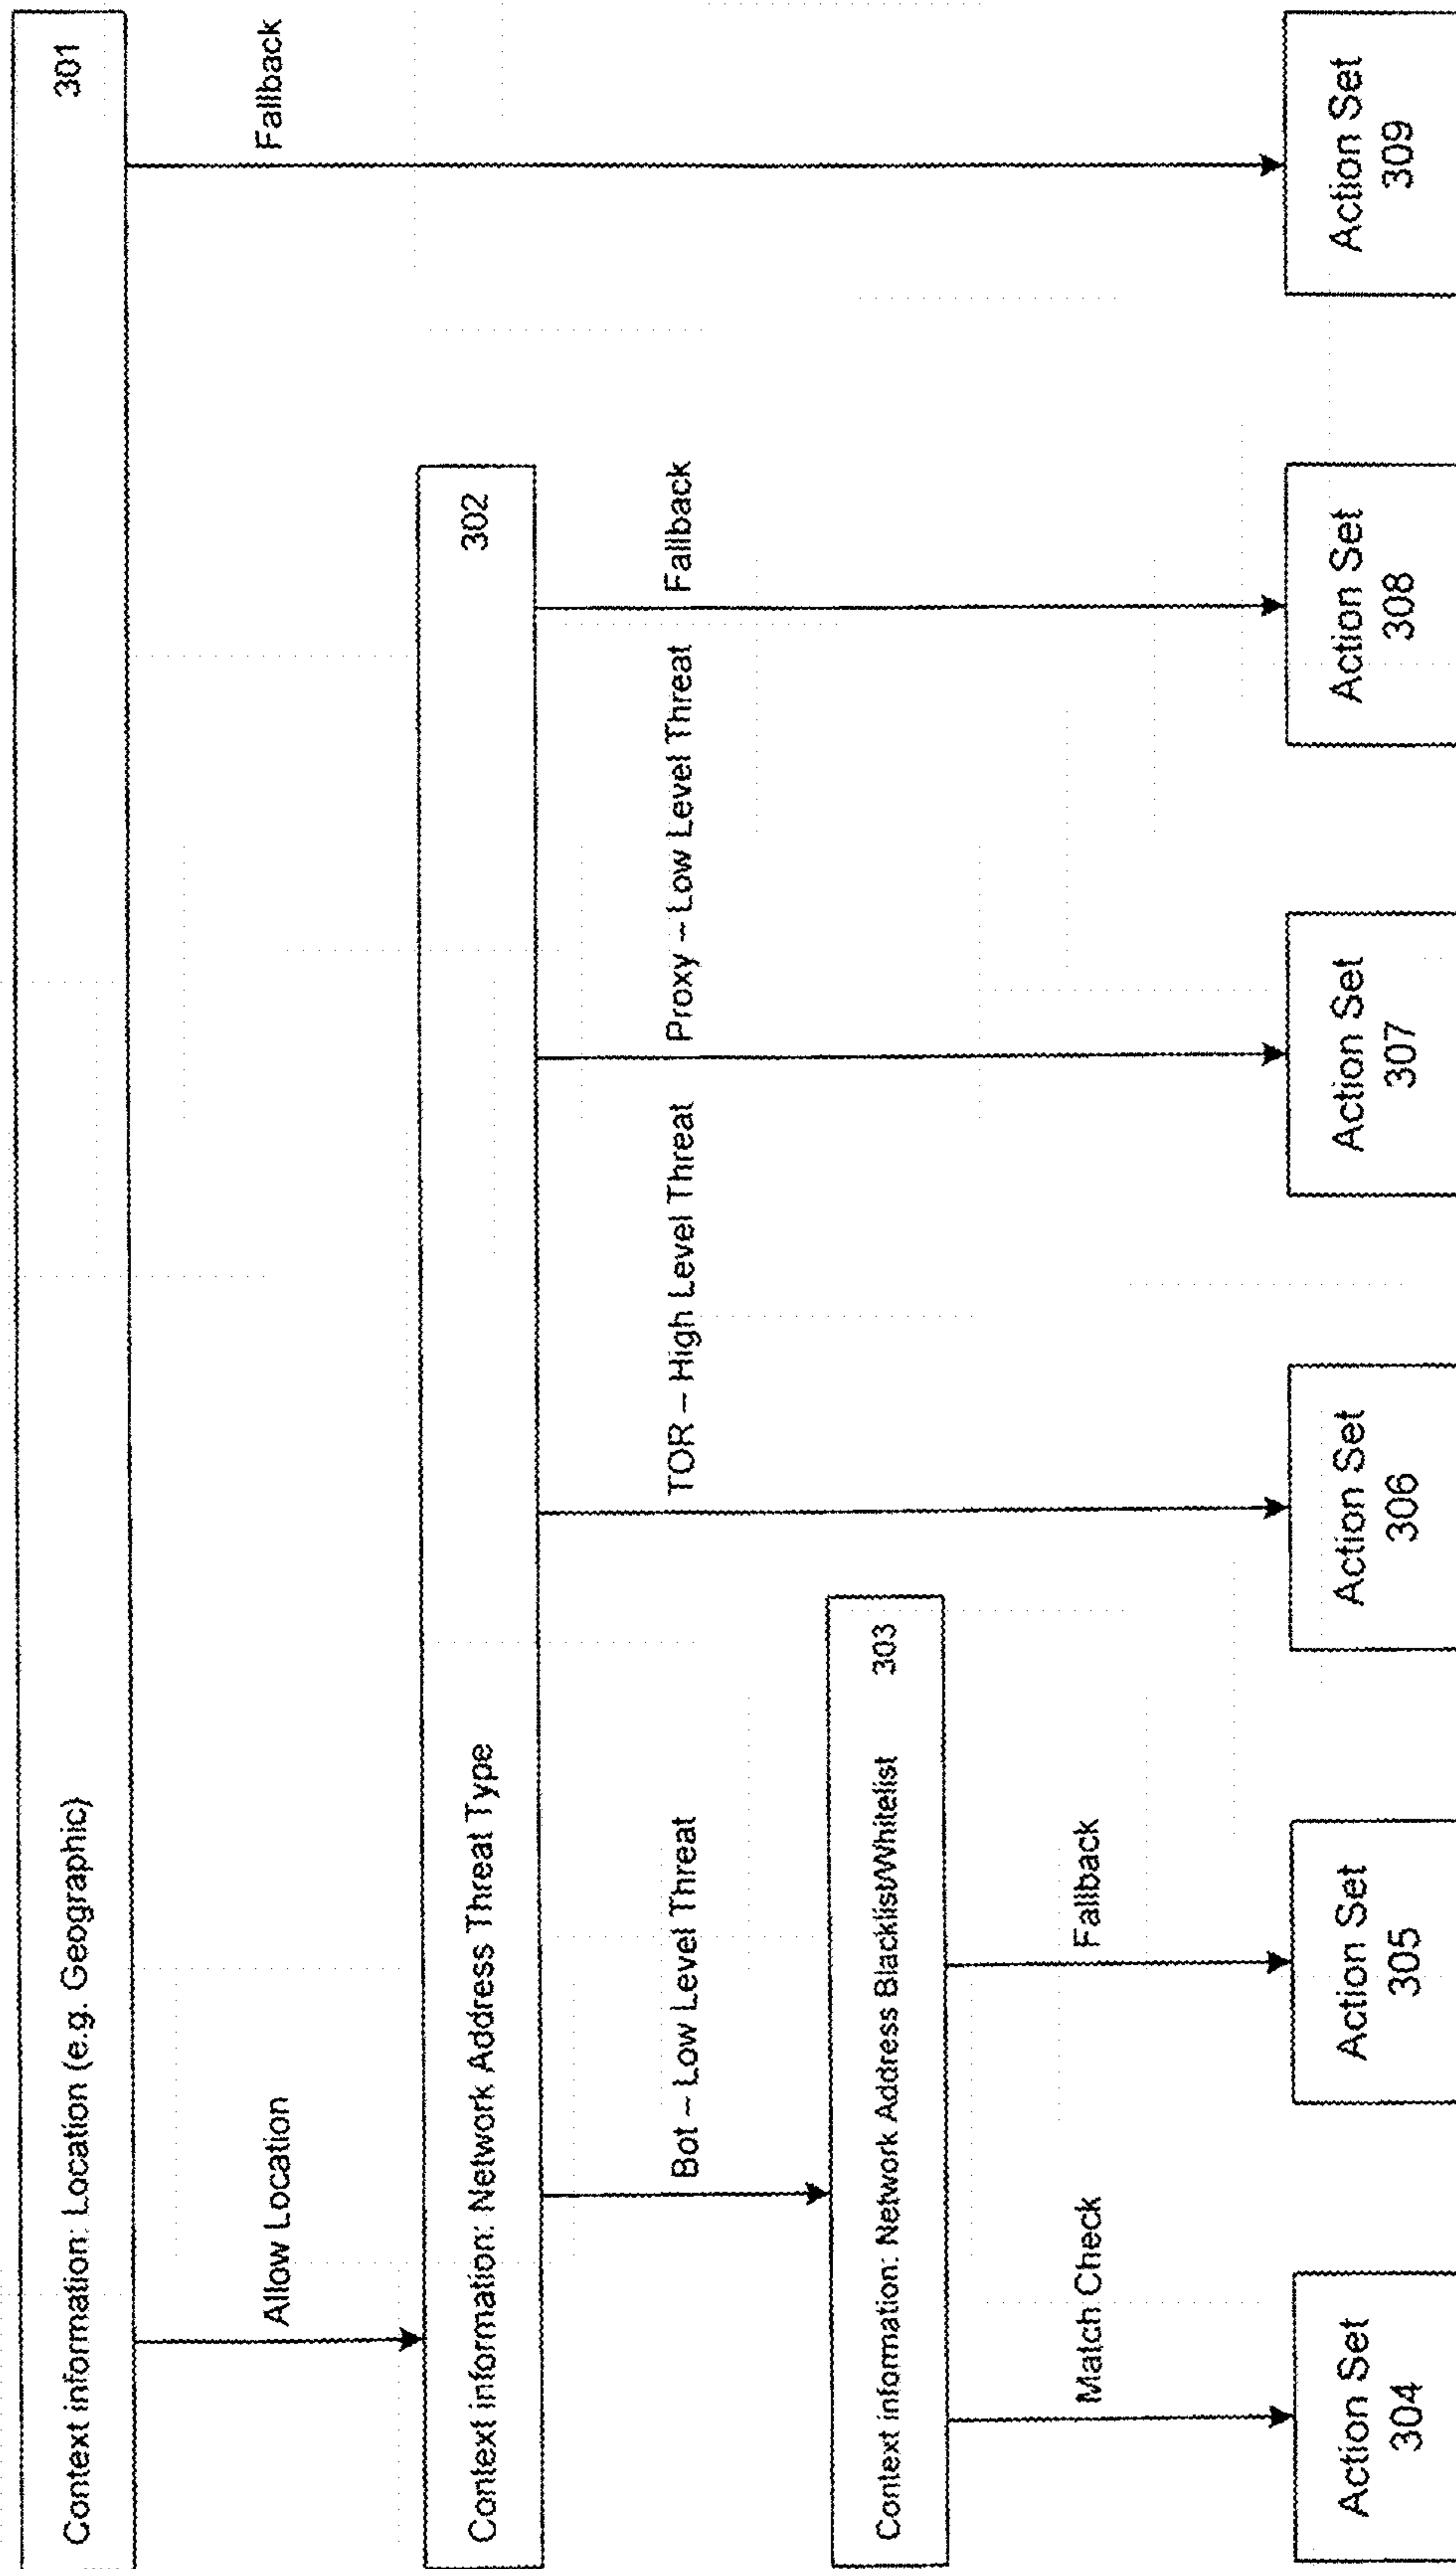 Context information: Location (e.g. Geographic) 301
Allow Location
Fallback
Context information: Network Address Threat Type 302
Bot – Low Level Threat
TOR – High Level Threat
Proxy – Low Level Threat
Fallback
Context information: Network Address Blacklist/Whitelist 303
Match Check
Fallback
Action Set
304
Action Set
305
Action Set
306
Action Set
307
Action Set
308
Action Set
309